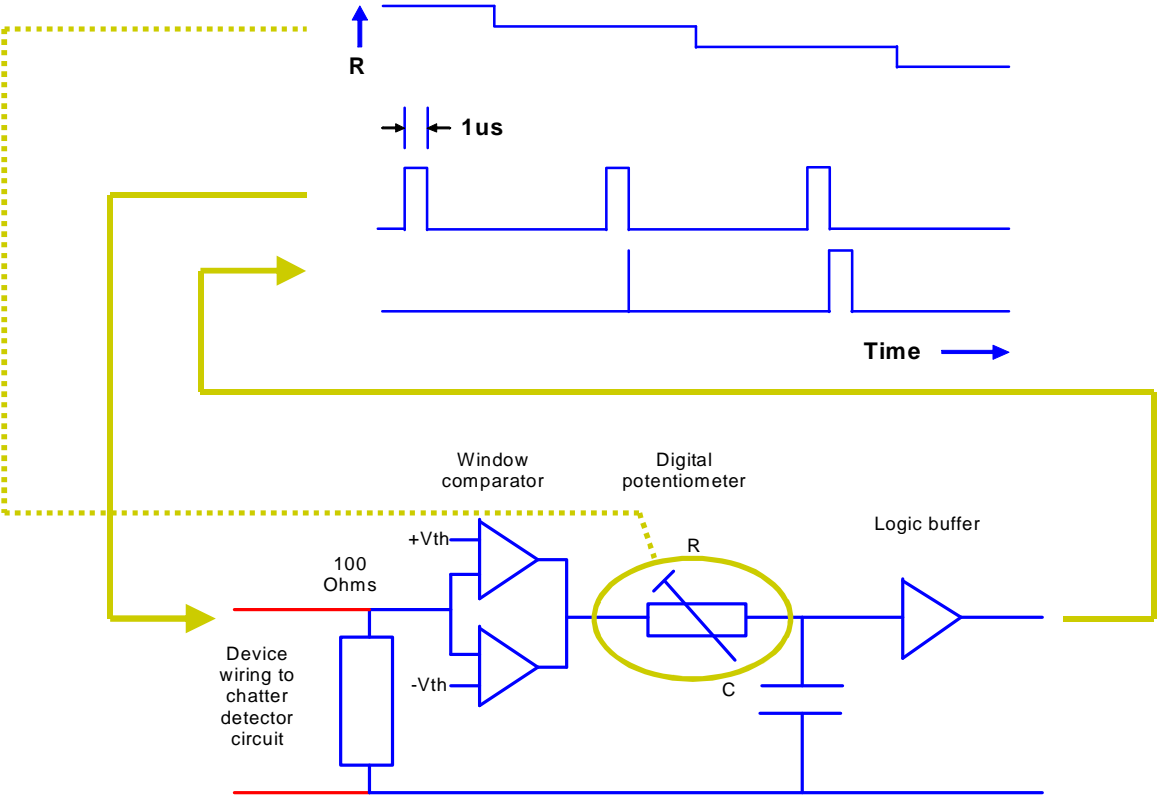 R
1us
Time
Window
comparator
Digital
potentiometer
Logic buffer
+Vth
R
100
Ohms
Device
wiring to
chatter
detector
circuit
-Vth
C